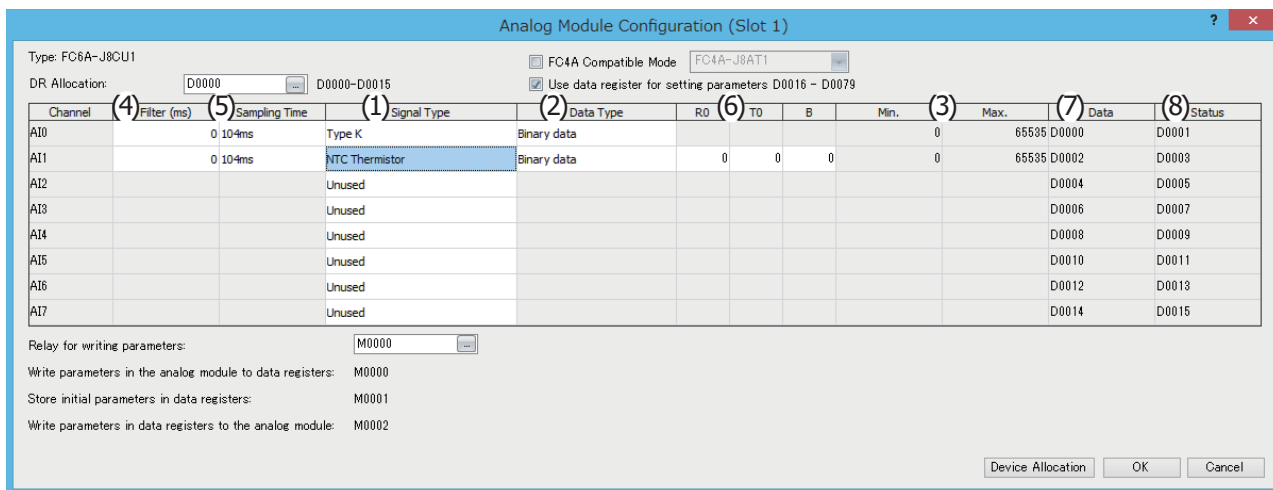 Analog Module Configuration (Slot 1)
? ×
Type: FC6A-J8CU1
FC4A Compatible Mode FC4A-J8AT1
DR Allocation: D0000 ... D0000-D0015
Use data register for setting parameters D0016 - D0079
Channel (4) Filter (ms) (5) Sampling Time (1) Signal Type (2) Data Type R0 (6) T0 B Min. (3) Max. (7) Data (8) Status
AI0 0 104ms Type K Binary data 0 65535 D0000 D0001
AI1 0 104ms NTC Thermistor Binary data 0 0 0 0 65535 D0002 D0003
AI2 Unused D0004 D0005
AI3 Unused D0006 D0007
AI4 Unused D0008 D0009
AI5 Unused D0010 D0011
AI6 Unused D0012 D0013
AI7 Unused D0014 D0015
Relay for writing parameters: M0000 ...
Write parameters in the analog module to data registers: M0000
Store initial parameters in data registers: M0001
Write parameters in data registers to the analog module: M0002
Device Allocation OK Cancel